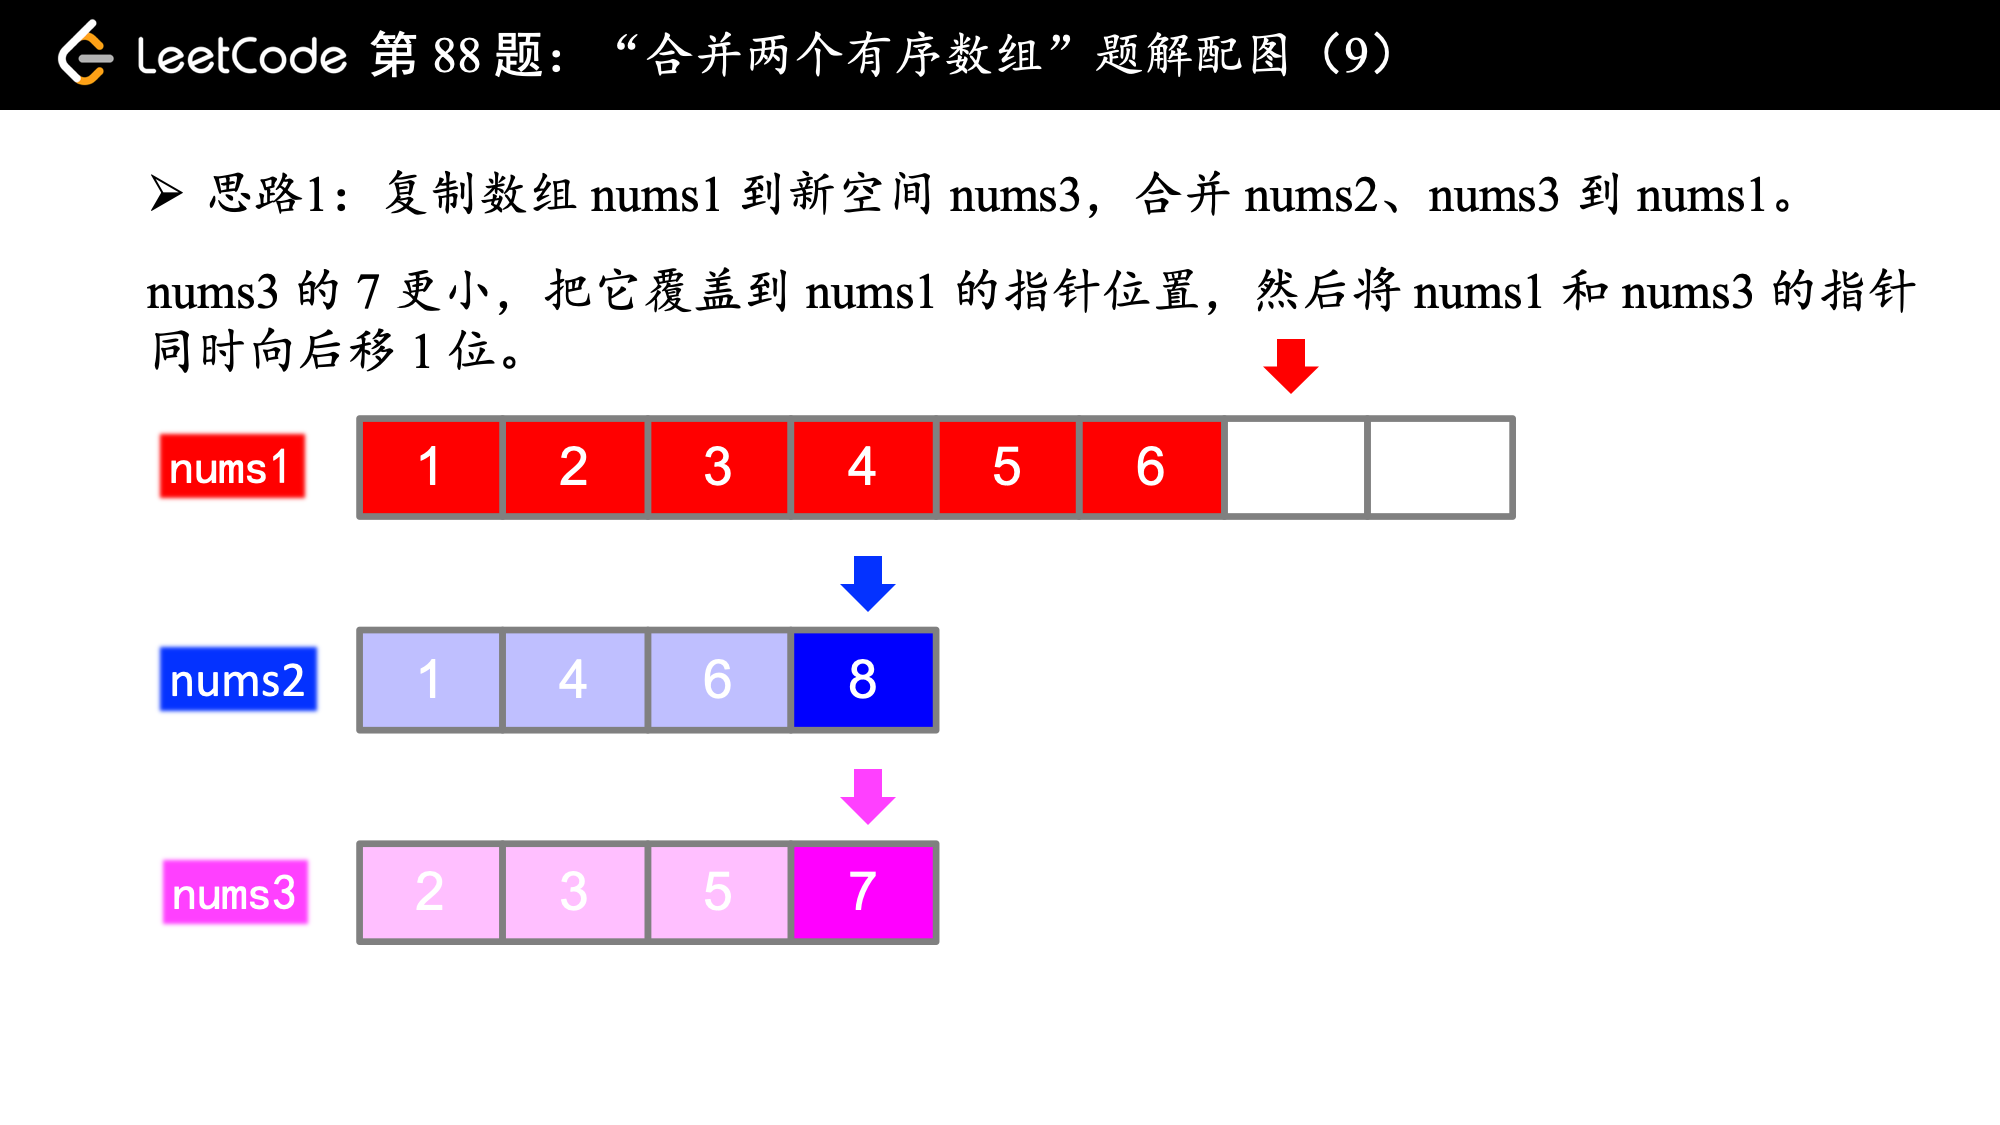 LeetCode 第 88 题：“合并两个有序数组”题解配图（9）
➢ 思路1：复制数组 nums1 到新空间 nums3，合并 nums2、nums3 到 nums1。
nums3 的 7 更小，把它覆盖到 nums1 的指针位置，然后将 nums1 和 nums3 的指针
同时向后移 1 位。
nums1 1 2 3 4 5 6
nums2 1 4 6 8
nums3 2 3 5 7